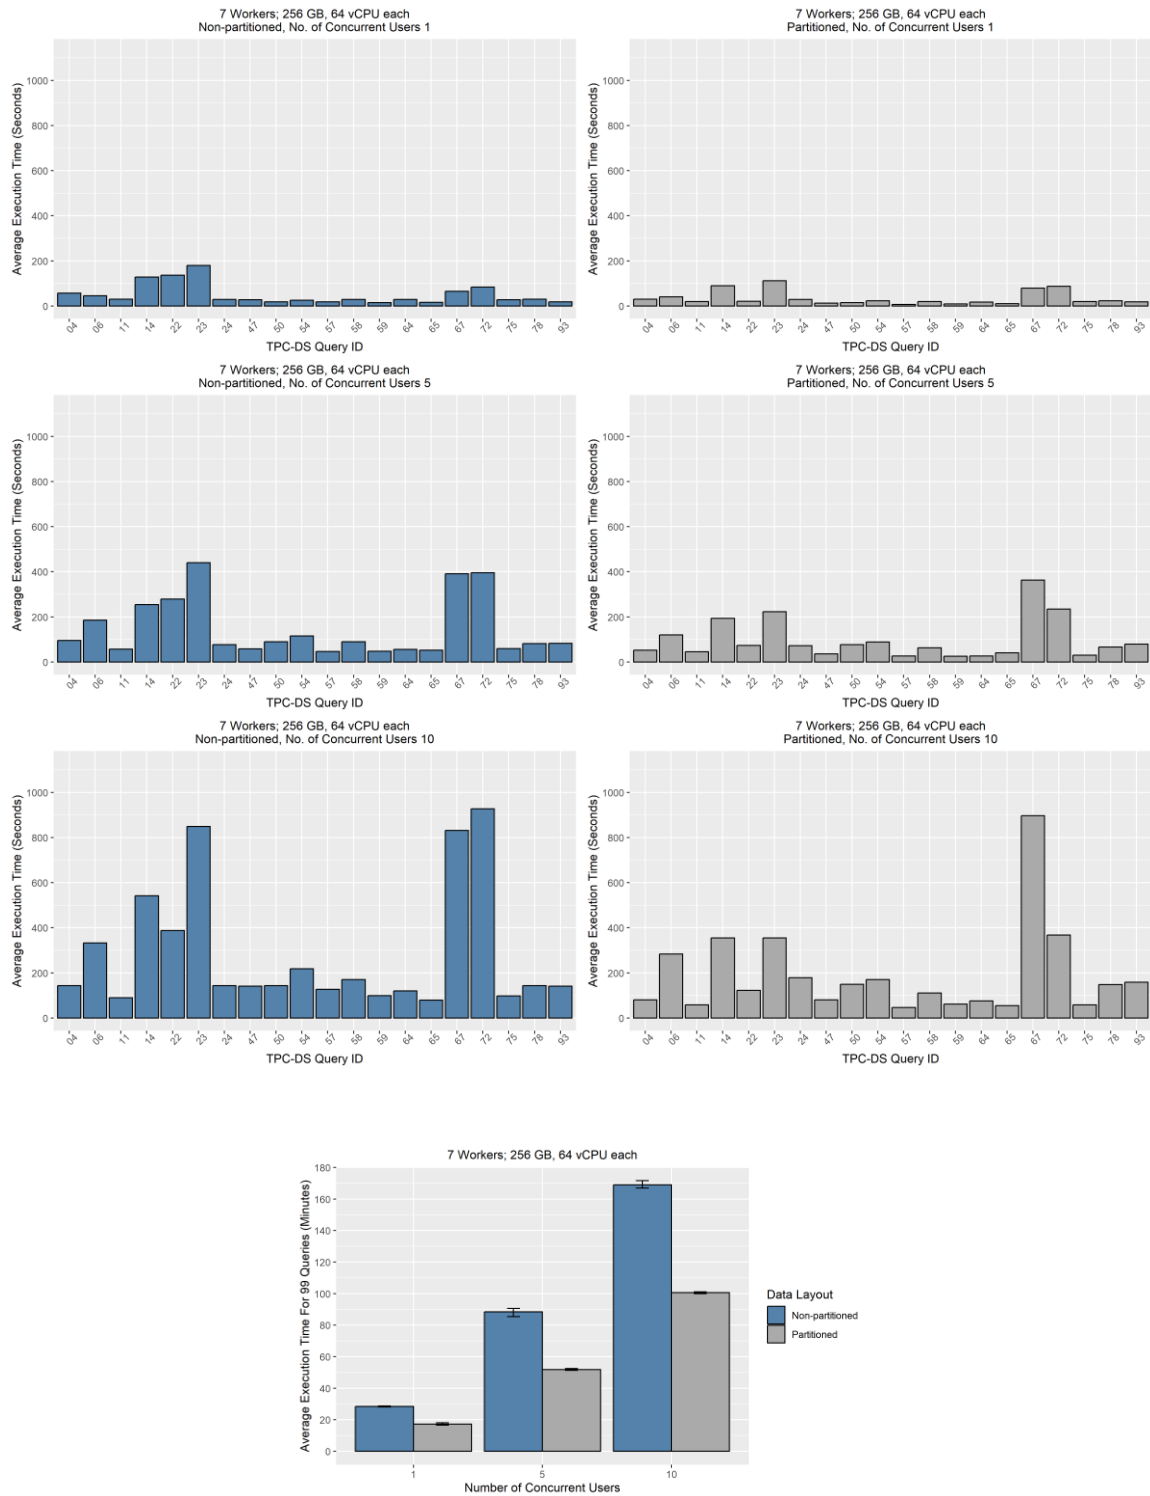 7 Workers; 256 GB, 64 vCPU each
Non-partitioned, No. of Concurrent Users 1
Average Execution Time (Seconds)
1000
800
600
400
200
0
04 06 11 14 22 23 24 47 50 54 57 58 59 64 65 67 72 75 78 93
TPC-DS Query ID
7 Workers; 256 GB, 64 vCPU each
Partitioned, No. of Concurrent Users 1
Average Execution Time (Seconds)
1000
800
600
400
200
0
04 06 11 14 22 23 24 47 50 54 57 58 59 64 65 67 72 75 78 93
TPC-DS Query ID
7 Workers; 256 GB, 64 vCPU each
Non-partitioned, No. of Concurrent Users 5
Average Execution Time (Seconds)
1000
800
600
400
200
0
04 06 11 14 22 23 24 47 50 54 57 58 59 64 65 67 72 75 78 93
TPC-DS Query ID
7 Workers; 256 GB, 64 vCPU each
Partitioned, No. of Concurrent Users 5
Average Execution Time (Seconds)
1000
800
600
400
200
0
04 06 11 14 22 23 24 47 50 54 57 58 59 64 65 67 72 75 78 93
TPC-DS Query ID
7 Workers; 256 GB, 64 vCPU each
Non-partitioned, No. of Concurrent Users 10
Average Execution Time (Seconds)
1000
800
600
400
200
0
04 06 11 14 22 23 24 47 50 54 57 58 59 64 65 67 72 75 78 93
TPC-DS Query ID
7 Workers; 256 GB, 64 vCPU each
Partitioned, No. of Concurrent Users 10
Average Execution Time (Seconds)
1000
800
600
400
200
0
04 06 11 14 22 23 24 47 50 54 57 58 59 64 65 67 72 75 78 93
TPC-DS Query ID
7 Workers; 256 GB, 64 vCPU each
Average Execution Time For 99 Queries (Minutes)
180
160
140
120
100
80
60
40
20
0
1 5 10
Number of Concurrent Users
Data Layout
Non-partitioned
Partitioned